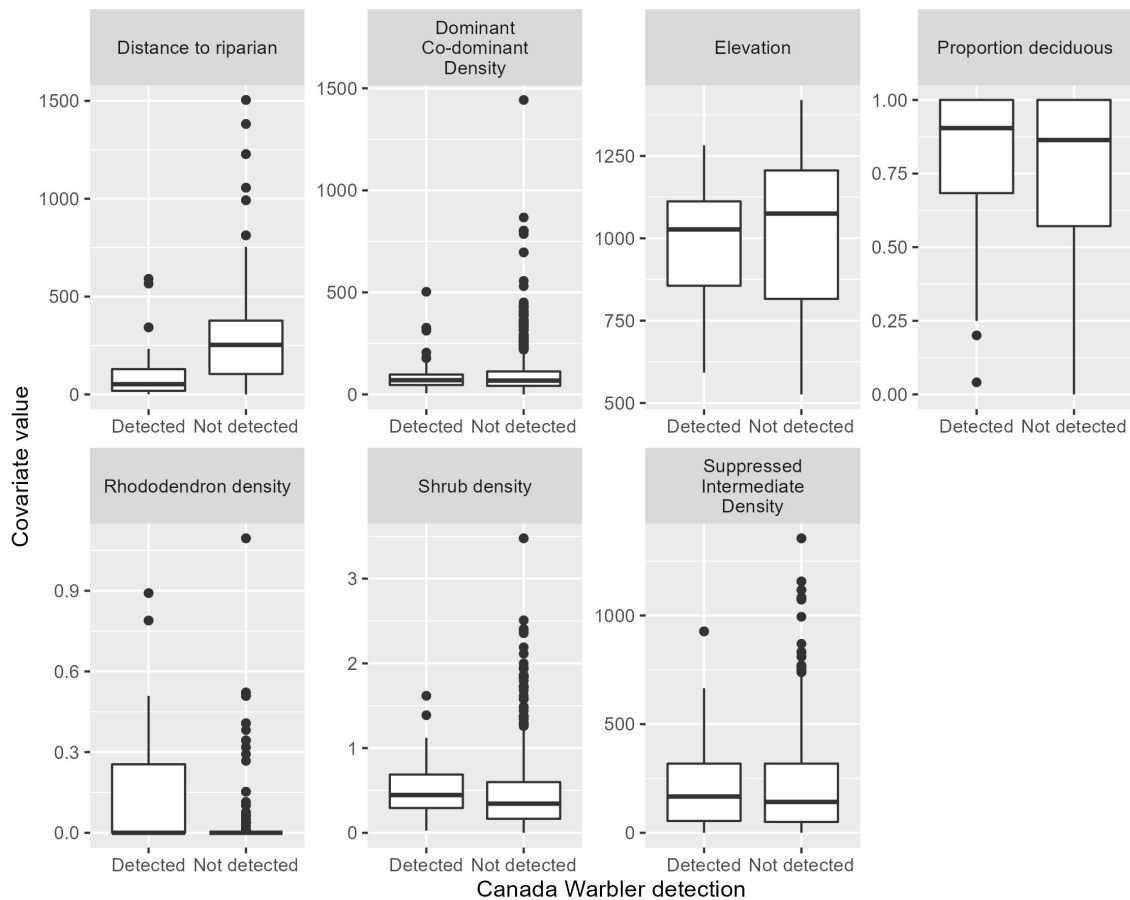 Distance to riparian
Dominant
Co-dominant
Density
Elevation
Proportion deciduous
1500
1000
500
0
1500
1000
500
0
1250
1000
750
500
1.00
0.75
0.50
0.25
0.00
Detected Not detected
Detected Not detected
Detected Not detected
Detected Not detected
Covariate value
Rhododendron density
Shrub density
Suppressed
Intermediate
Density
0.9
0.6
0.3
0.0
3
2
1
0
1000
500
0
Detected Not detected
Detected Not detected
Detected Not detected
Canada Warbler detection